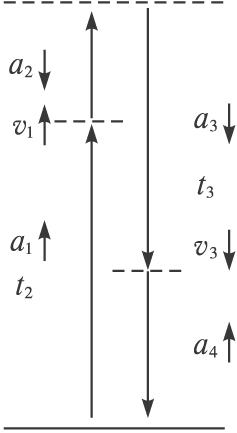 a₂
v₁
a₁
t₂
a₃
t₃
v₃
a₄